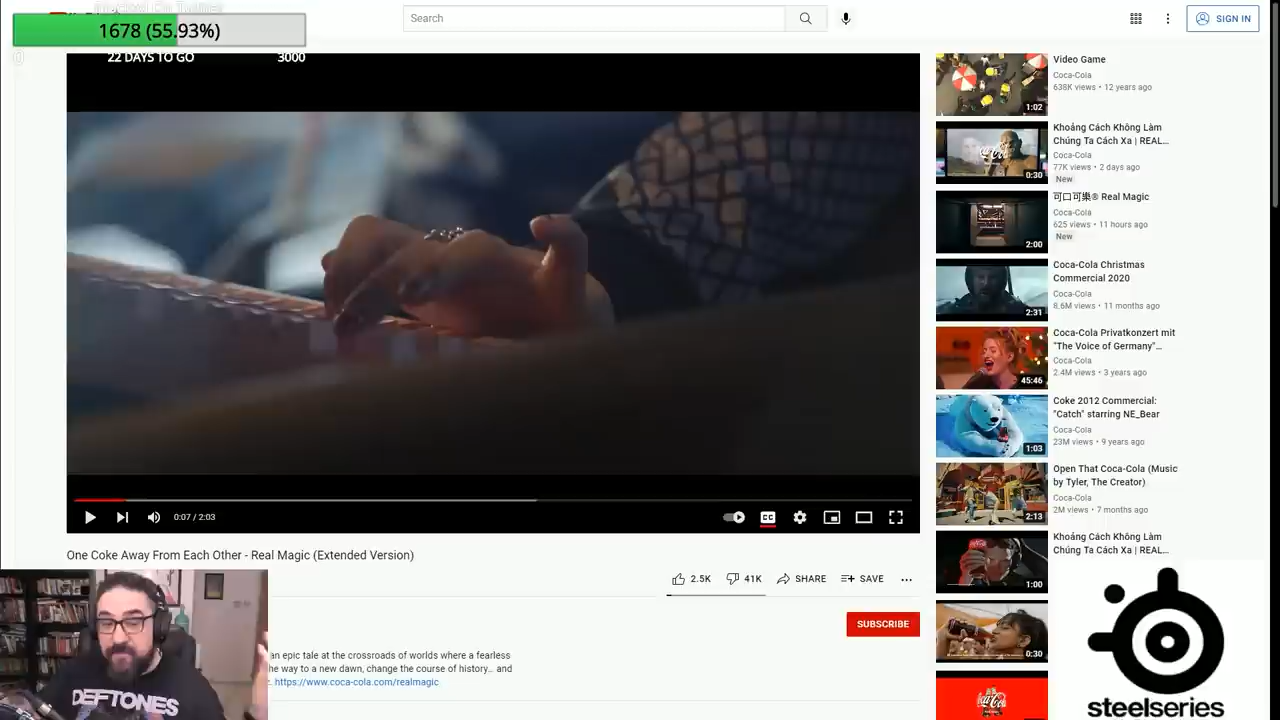 1678 (55.93%)
22 DAYS TO GO 3000
Search
SIGN IN
0:07 / 2:03
CC
One Coke Away From Each Other - Real Magic (Extended Version)
2.5K
41K
SHARE
SAVE
SUBSCRIBE
an epic tale at the crossroads of worlds where a fearless
the way to a new dawn, change the course of history… and
https://www.coca-cola.com/realmagic
DEFTONES
Video Game
Coca-Cola
638K views • 12 years ago
1:02
Khoảng Cách Không Làm
Chúng Ta Cách Xa | REAL…
Coca-Cola
77K views • 2 days ago
New
0:30
可口可樂® Real Magic
Coca-Cola
625 views • 11 hours ago
New
2:00
Coca-Cola Christmas
Commercial 2020
Coca-Cola
8.6M views • 11 months ago
2:31
Coca-Cola Privatkonzert mit
"The Voice of Germany"…
Coca-Cola
2.4M views • 3 years ago
45:46
Coke 2012 Commercial:
"Catch" starring NE_Bear
Coca-Cola
23M views • 9 years ago
1:03
Open That Coca-Cola (Music
by Tyler, The Creator)
Coca-Cola
2M views • 7 months ago
2:13
Khoảng Cách Không Làm
Chúng Ta Cách Xa | REAL…
1:00
0:30
steelseries